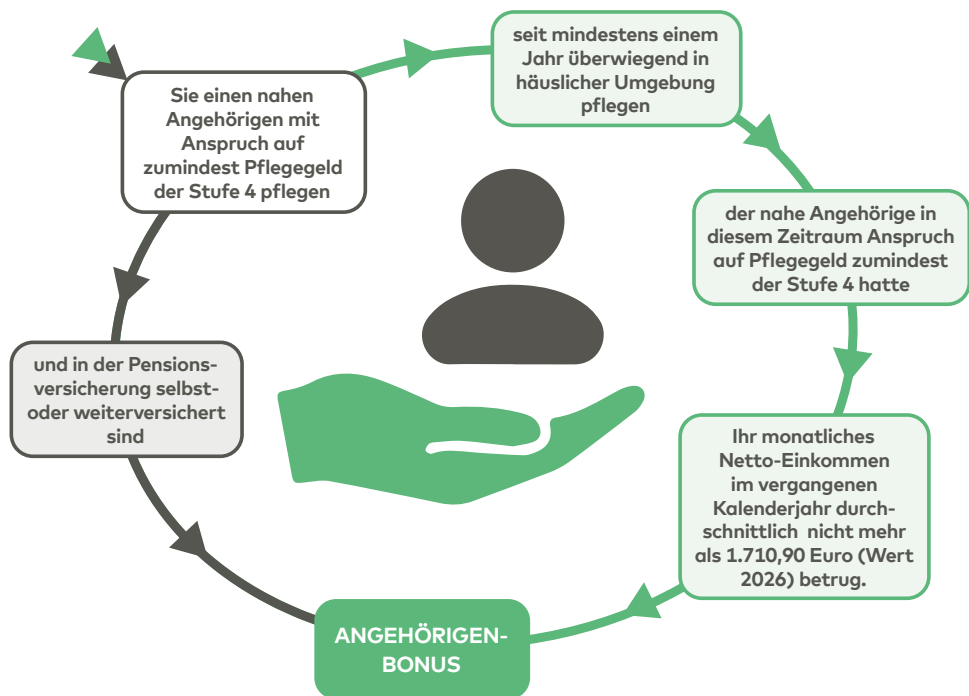 Sie einen nahen
Angehörigen mit
Anspruch auf
zumindest Pflegegeld
der Stufe 4 pflegen
seit mindestens einem
Jahr überwiegend in
häuslicher Umgebung
pflegen
der nahe Angehörige in
diesem Zeitraum Anspruch
auf Pflegegeld zumindest
der Stufe 4 hatte
Ihr monatliches
Netto-Einkommen
im vergangenen
Kalenderjahr durch-
schnittlich nicht mehr
als 1.710,90 Euro (Wert
2026) betrug.
und in der Pensions-
versicherung selbst-
oder weiterversichert
sind
ANGEHÖRIGEN-
BONUS